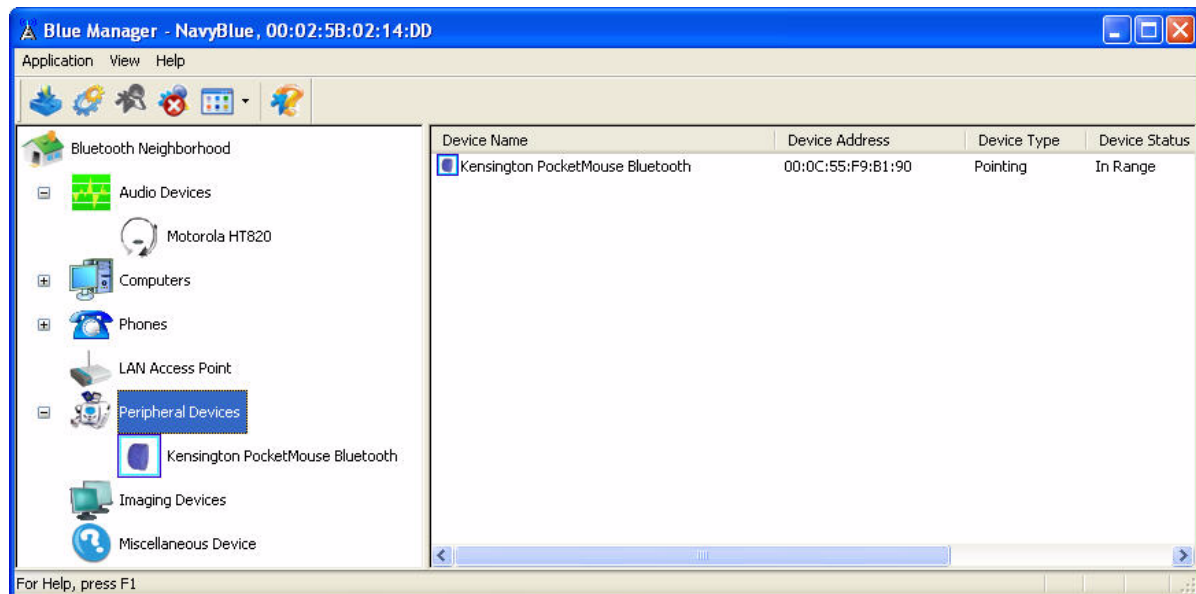 Blue Manager - NavyBlue, 00:02:5B:02:14:DD
Application View Help
Bluetooth Neighborhood
Audio Devices
Motorola HT820
Computers
Phones
LAN Access Point
Peripheral Devices
Kensington PocketMouse Bluetooth
Imaging Devices
Miscellaneous Device
Device Name Device Address Device Type Device Status
Kensington PocketMouse Bluetooth 00:0C:55:F9:B1:90 Pointing In Range
For Help, press F1